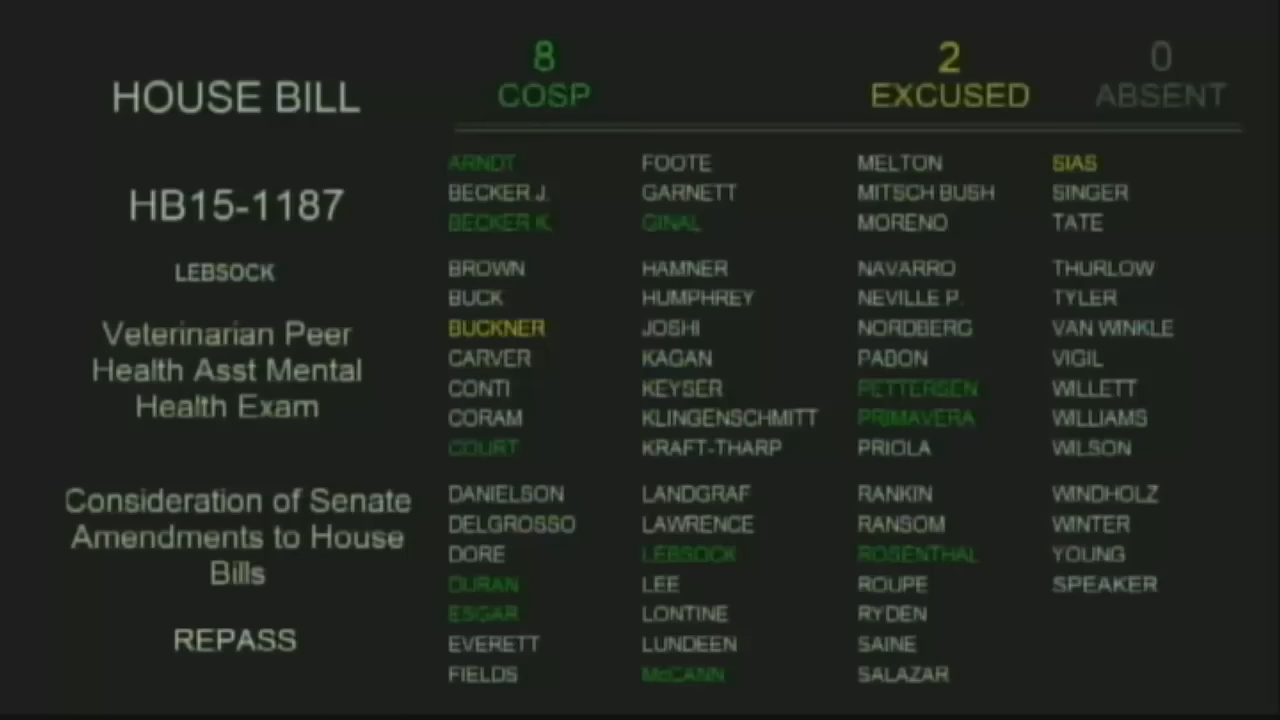 8 2 0
HOUSE BILL COSP EXCUSED ABSENT
HB15-1187
LEBSOCK
Veterinarian Peer
Health Asst Mental
Health Exam
Consideration of Senate
Amendments to House
Bills
REPASS
ARNDT FOOTE MELTON SIAS
BECKER J. GARNETT MITSCH BUSH SINGER
BECKER K. GINAL MORENO TATE
BROWN HAMNER NAVARRO THURLOW
BUCK HUMPHREY NEVILLE P. TYLER
BUCKNER JOSHI NORDBERG VAN WINKLE
CARVER KAGAN PABON VIGIL
CONTI KEYSER PETTERSEN WILLETT
CORAM KLINGENSCHMITT PRIMAVERA WILLIAMS
COURT KRAFT-THARP PRIOLA WILSON
DANIELSON LANDGRAF RANKIN WINDHOLZ
DELGROSSO LAWRENCE RANSOM WINTER
DORE LEBSOCK ROSENTHAL YOUNG
DURAN LEE ROUPE SPEAKER
ESGAR LONTINE RYDEN
EVERETT LUNDEEN SAINE
FIELDS McCANN SALAZAR